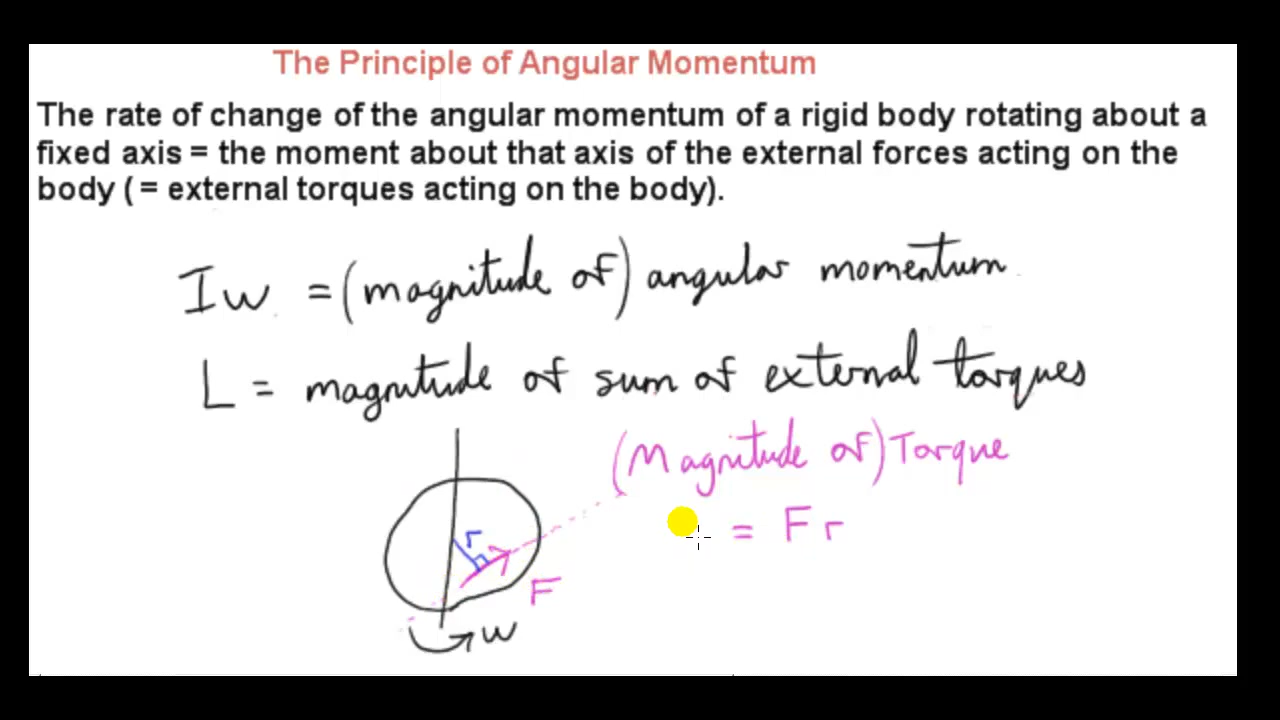 The Principle of Angular Momentum
The rate of change of the angular momentum of a rigid body rotating about a
fixed axis = the moment about that axis of the external forces acting on the
body ( = external torques acting on the body).
Iw = (magnitude of) angular momentum
L = magnitude of sum of external torques
(Magnitude of) Torque
= Fr
r
F
w